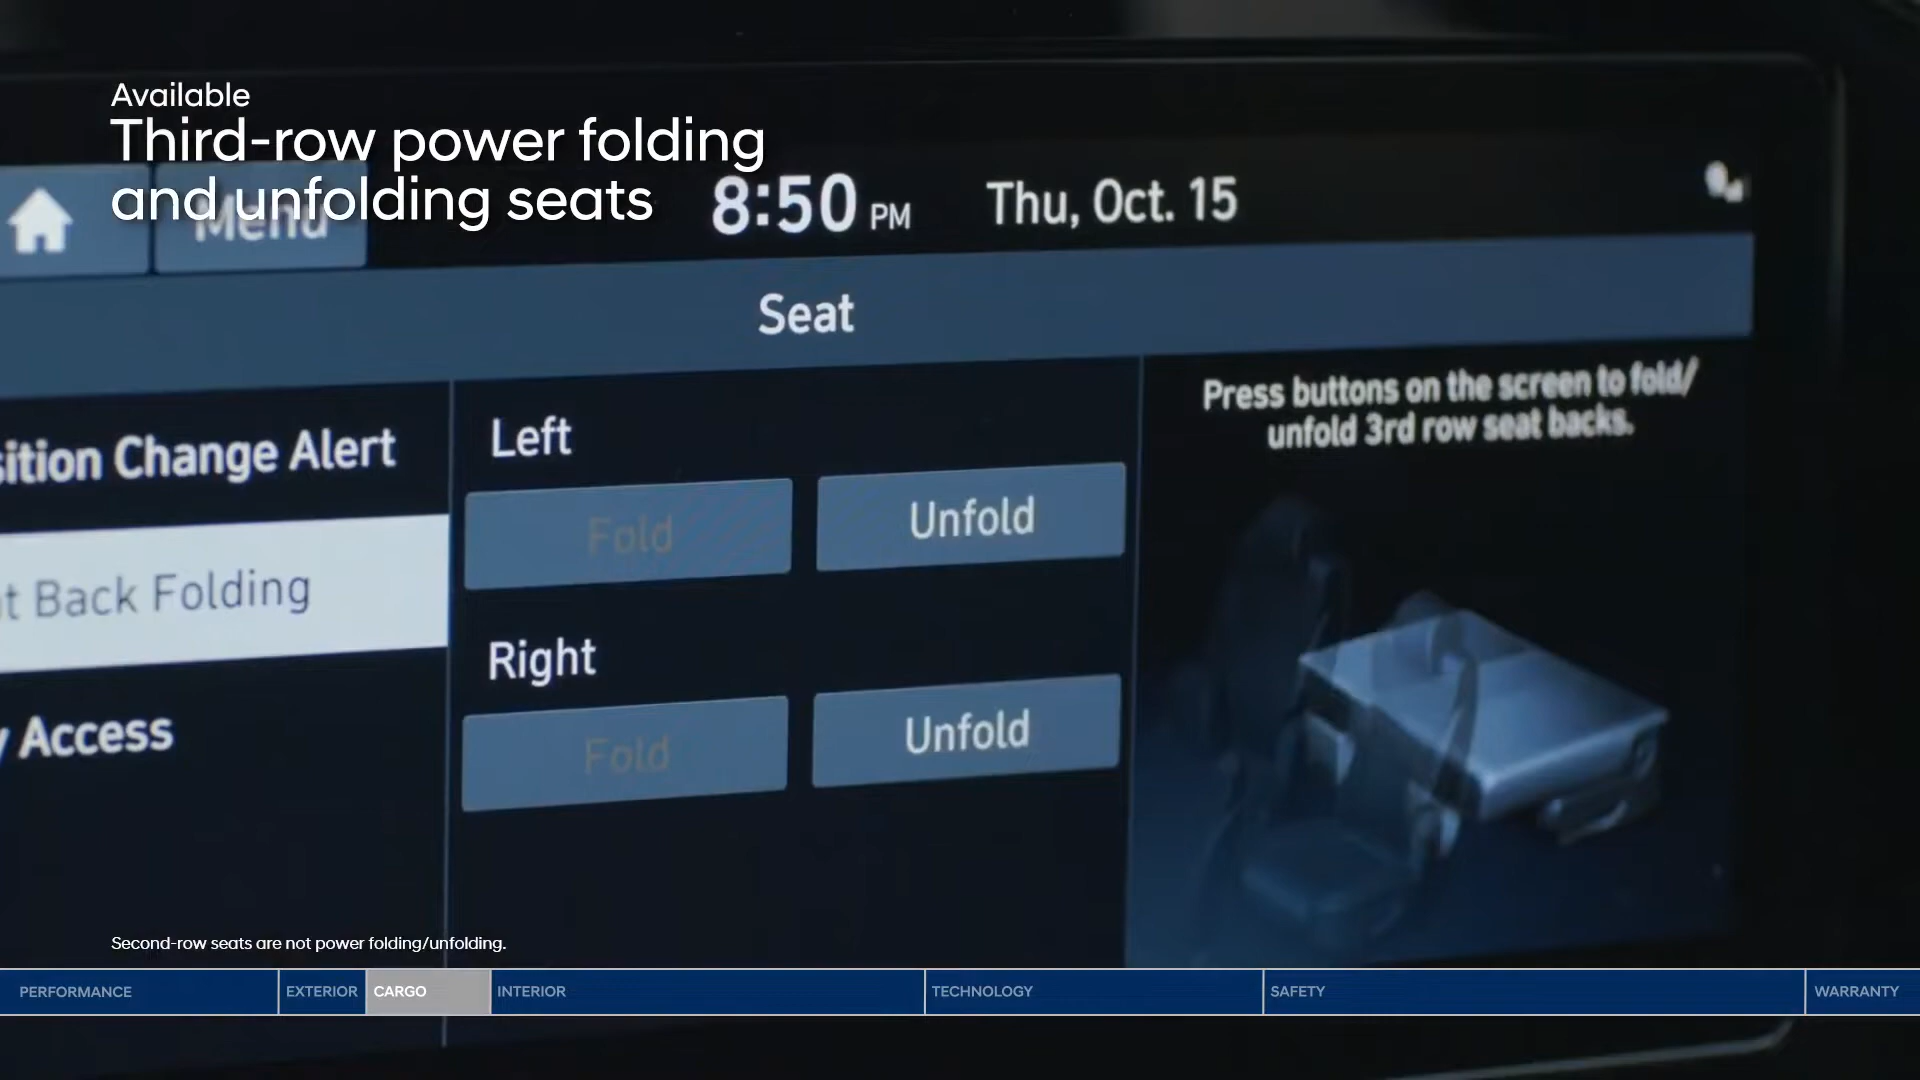 Available
Third-row power folding
and unfolding seats
Menu
8:50 PM
Thu, Oct. 15
Seat
Change Alert
Back Folding
Access
Left
Fold
Unfold
Right
Fold
Unfold
Press buttons on the screen to fold/
unfold 3rd row seat backs.
Second-row seats are not power folding/unfolding.
PERFORMANCE
EXTERIOR
CARGO
INTERIOR
TECHNOLOGY
SAFETY
WARRANTY